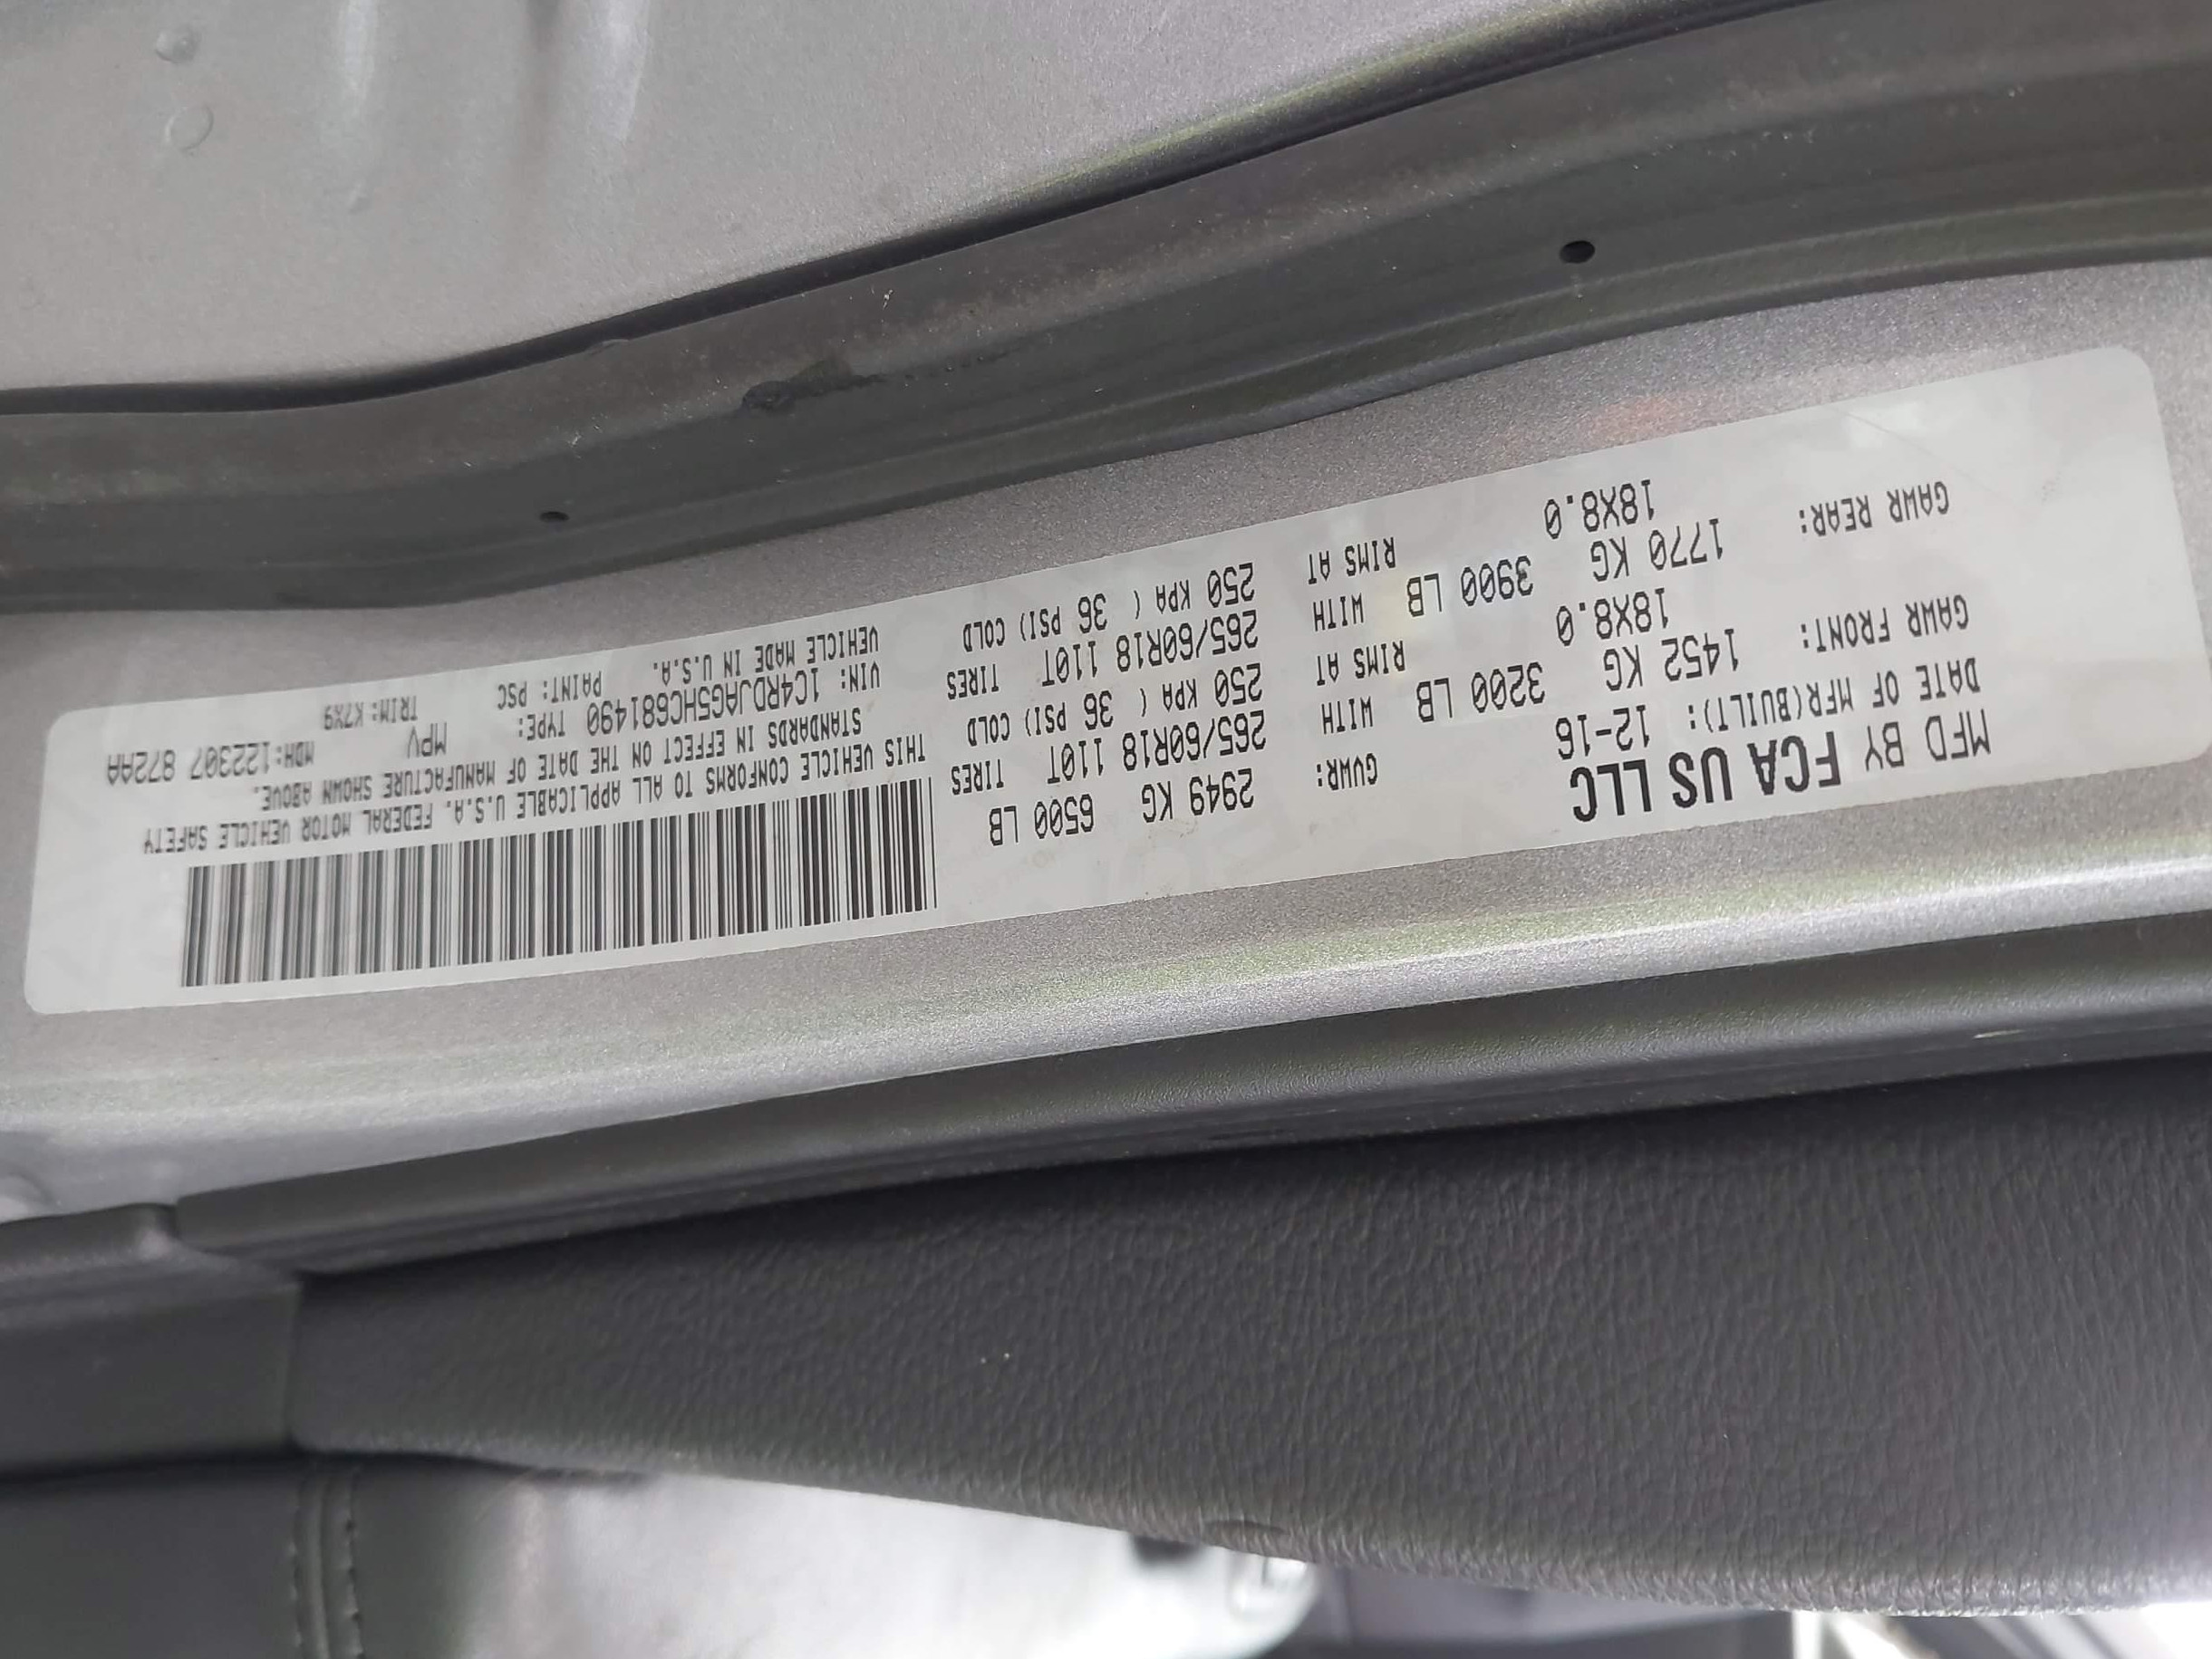 MFD BY FCA US LLC
DATE OF MFR(BUILT): 12-16 GVWR: 2949 KG 6500 LB
GAWR FRONT: 1452 KG 3200 LB WITH 265/60R18 110T TIRES
18X8.0 RIMS AT 250 KPA ( 36 PSI) COLD
GAWR REAR: 1770 KG 3900 LB WITH 265/60R18 110T TIRES
18X8.0 RIMS AT 250 KPA ( 36 PSI) COLD
THIS VEHICLE CONFORMS TO ALL APPLICABLE U.S.A. FEDERAL MOTOR VEHICLE SAFETY
STANDARDS IN EFFECT ON THE DATE OF MANUFACTURE SHOWN ABOVE.
VIN: 1C4RDJAG5HC681490 TYPE: MPV MDH:122307 872AA
VEHICLE MADE IN U.S.A. PAINT: PSC TRIM:K7X9